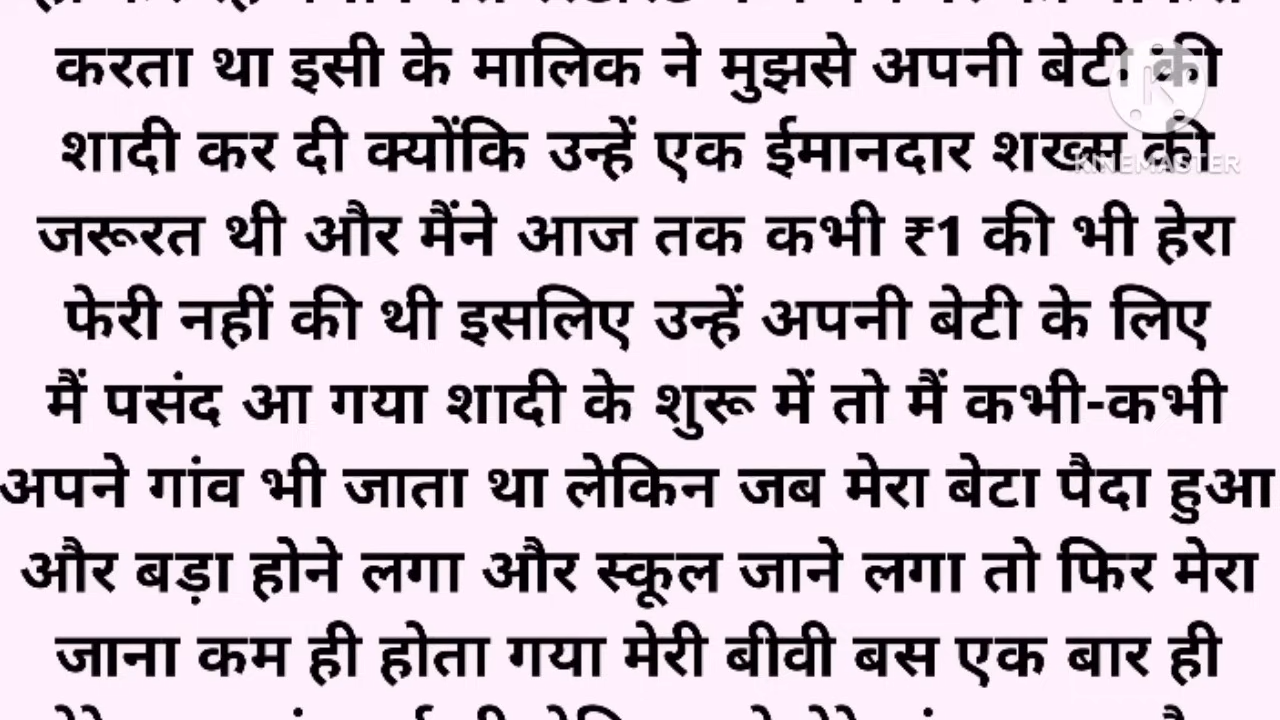 करता था इसी के मालिक ने मुझसे अपनी बेटी की
शादी कर दी क्योंकि उन्हें एक ईमानदार शख्स की
KINEMASTER
जरूरत थी और मैंने आज तक कभी ₹1 की भी हेरा
फेरी नहीं की थी इसलिए उन्हें अपनी बेटी के लिए
मैं पसंद आ गया शादी के शुरू में तो मैं कभी-कभी
अपने गांव भी जाता था लेकिन जब मेरा बेटा पैदा हुआ
और बड़ा होने लगा और स्कूल जाने लगा तो फिर मेरा
जाना कम ही होता गया मेरी बीवी बस एक बार ही